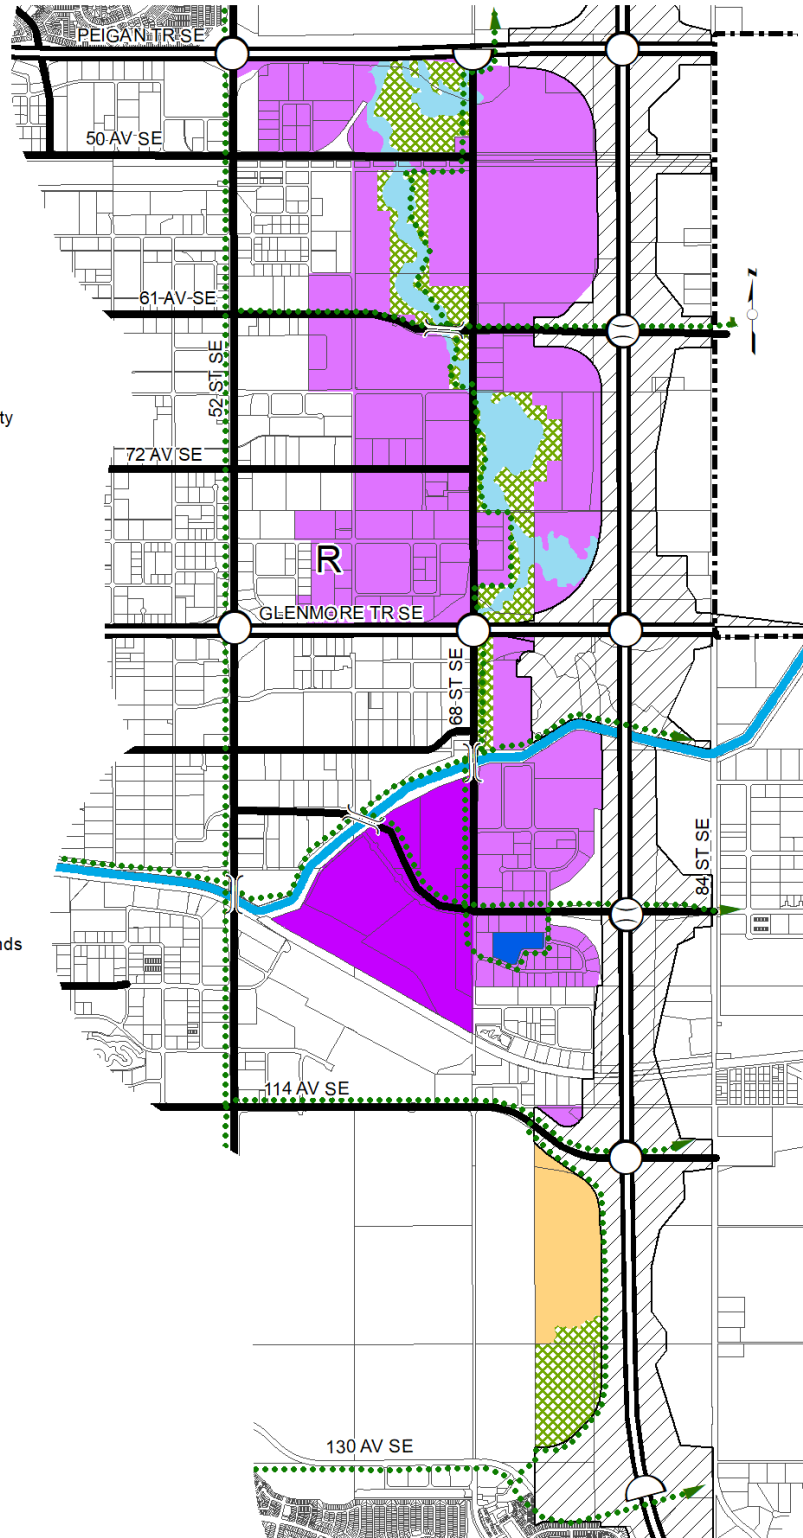 PEIGAN TR SE
50 AV SE
61 AV SE
52 ST SE
ty
72 AV SE
R
GLENMORE TR SE
68 ST SE
84 ST SE
nds
114 AV SE
130 AV SE